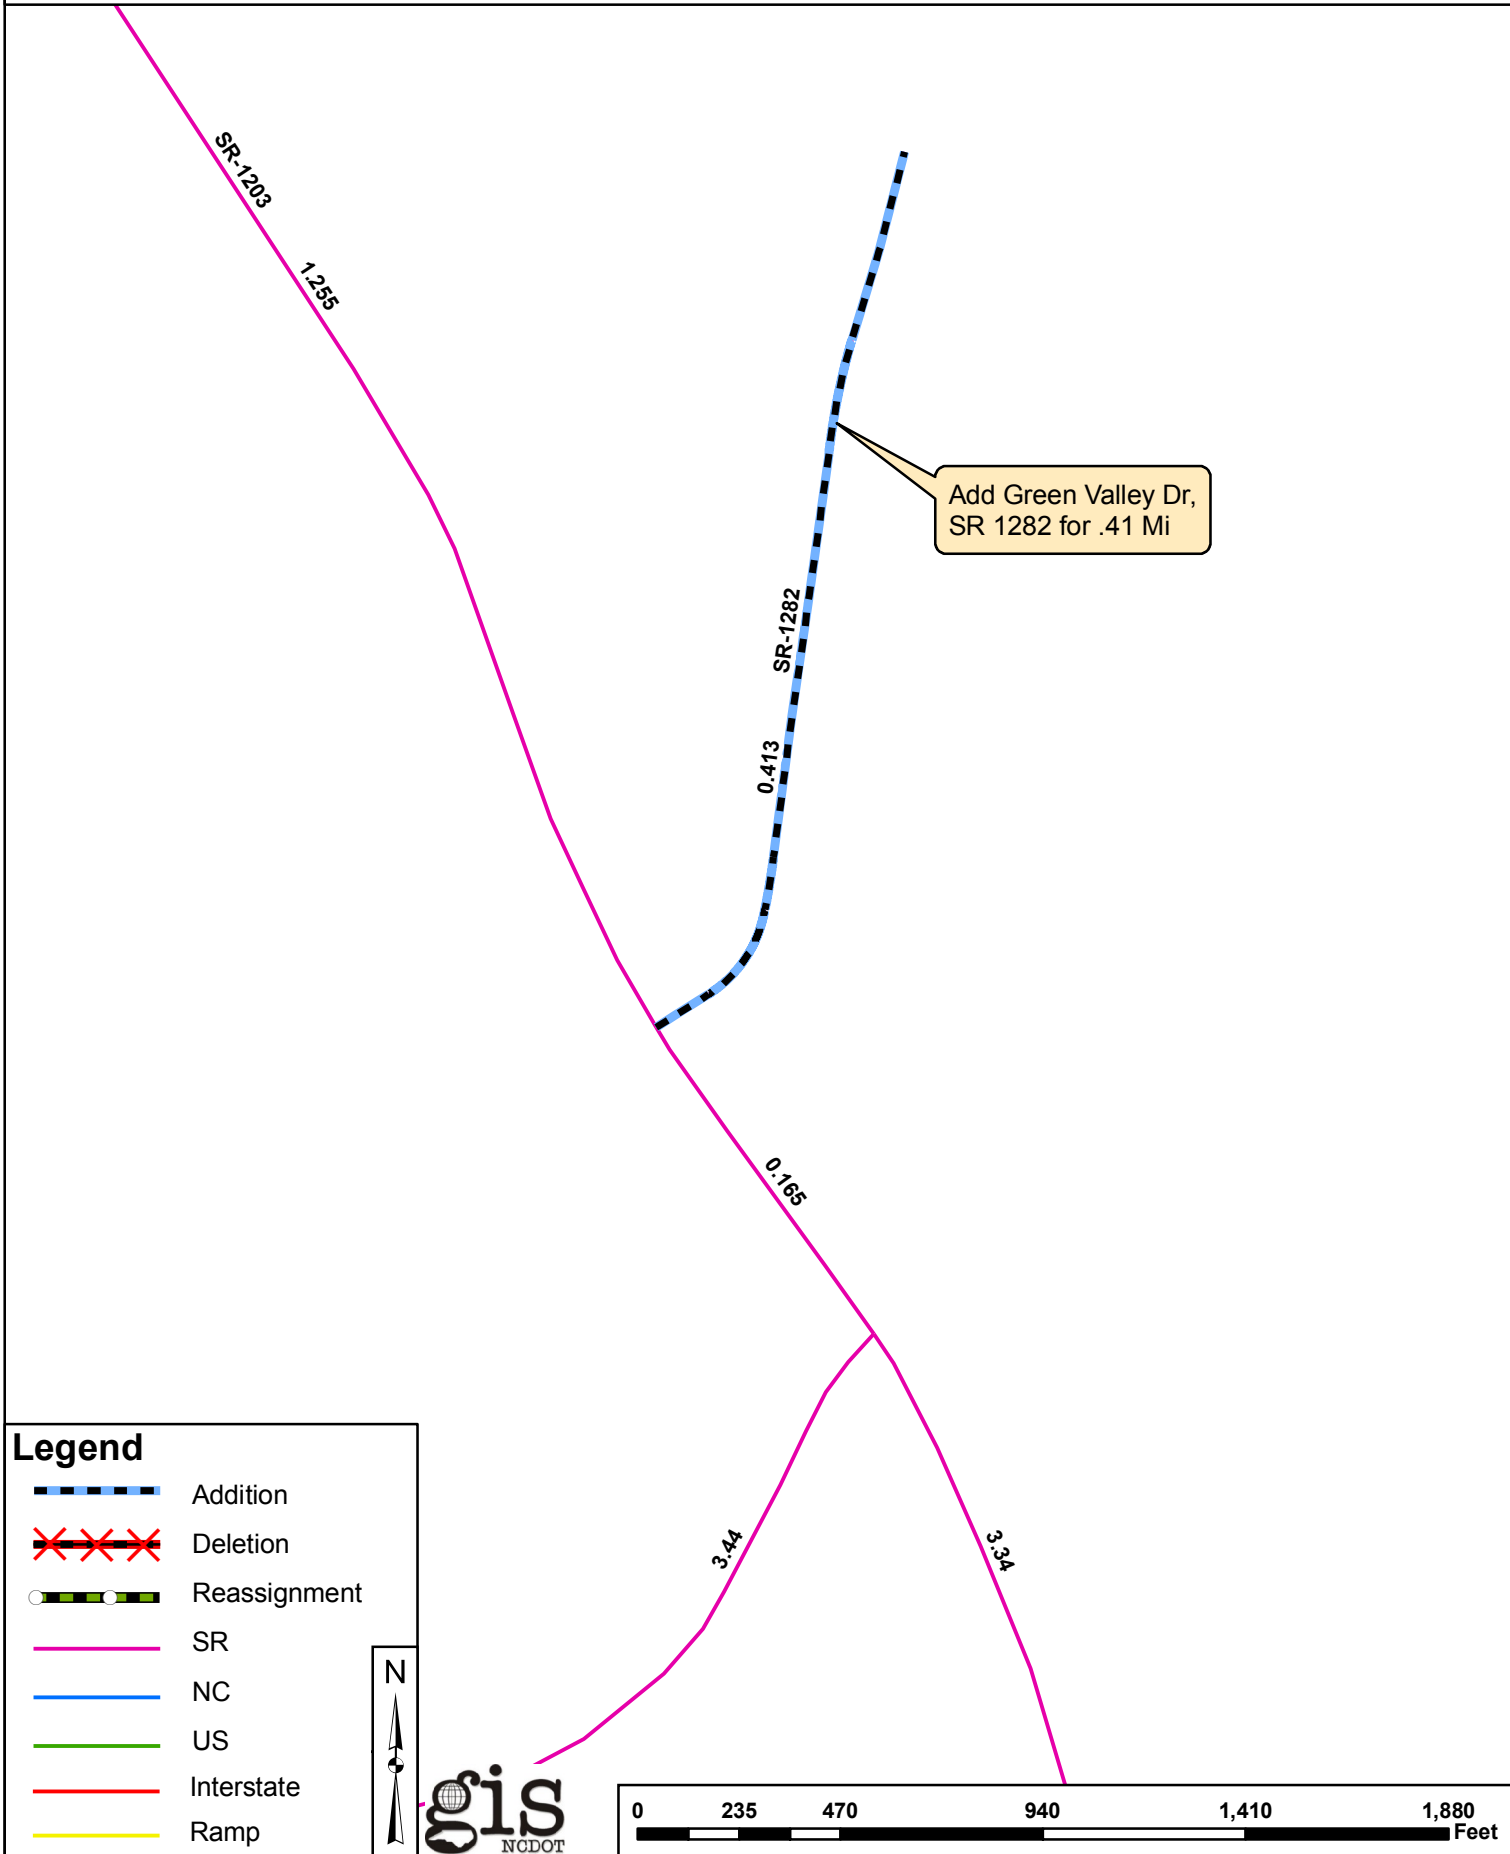 SR-1203
1.255
Add Green Valley Dr,
SR 1282 for .41 Mi
SR-1282
0.413
0.165
3.44
3.34
Legend
Addition
Deletion
Reassignment
SR
NC
US
Interstate
Ramp
N
gis
NCDOT
0 235 470 940 1,410 1,880
Feet